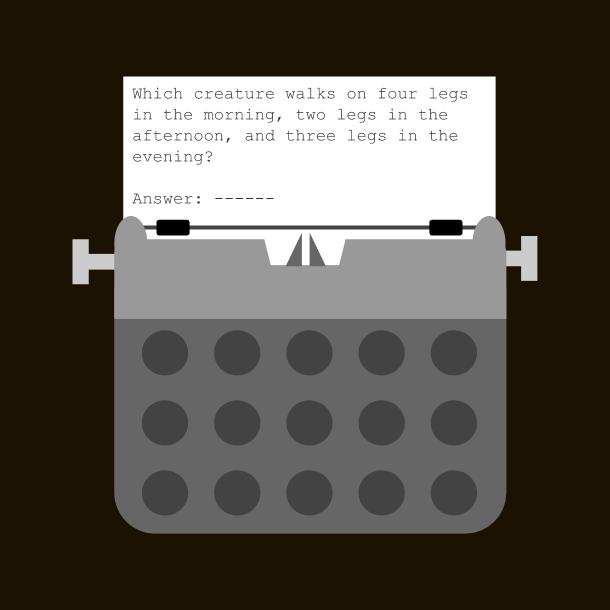 Which creature walks on four legs
in the morning, two legs in the
afternoon, and three legs in the
evening?
Answer: ------